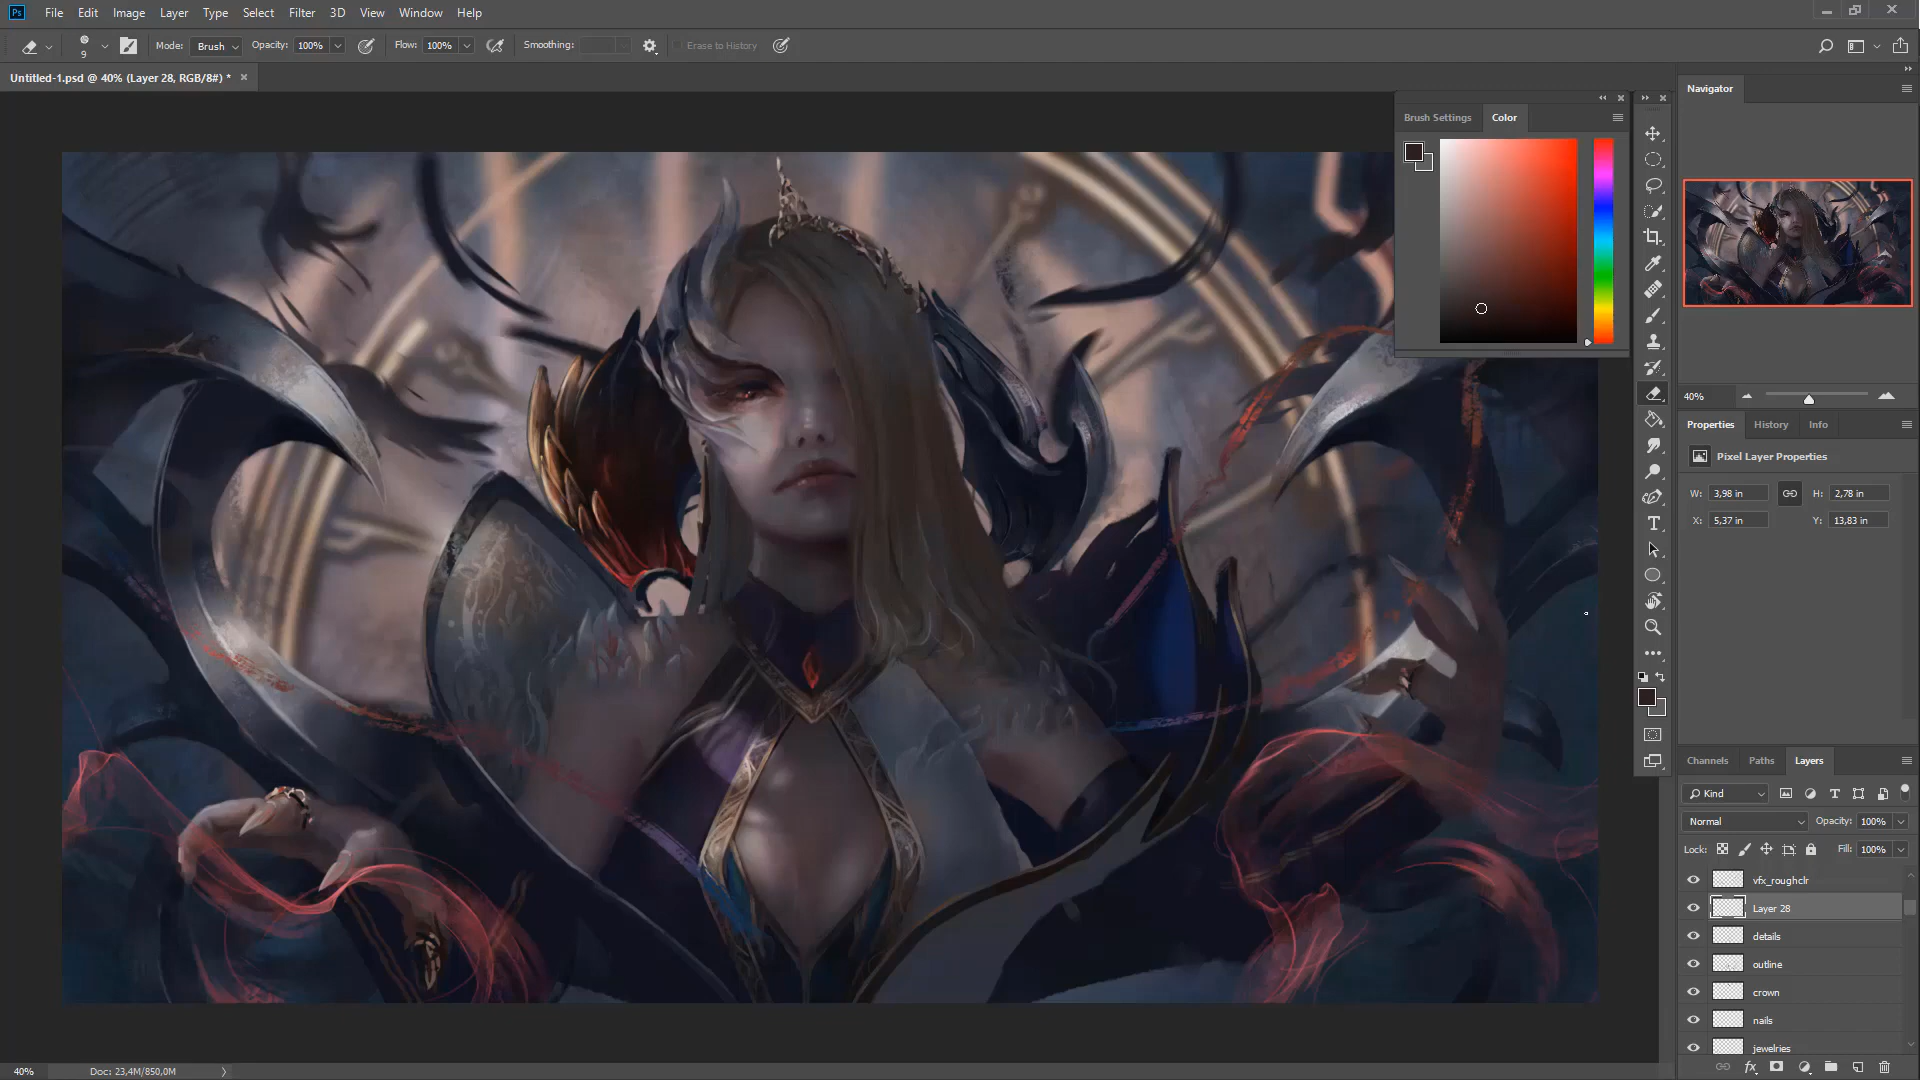 Ps File Edit Image Layer Type Select Filter 3D View Window Help
9 Mode: Brush Opacity: 100% Flow: 100% Smoothing: Erase to History
Untitled-1.psd @ 40% (Layer 28, RGB/8#) *
Brush Settings Color
Navigator
40%
Properties History Info
Pixel Layer Properties
W: 3,98 in H: 2,78 in
X: 5,37 in Y: 13,83 in
Channels Paths Layers
Kind
Normal Opacity: 100%
Lock: Fill: 100%
vfx_roughclr
Layer 28
details
outline
crown
nails
jewelries
40% Doc: 23,4M/850,0M